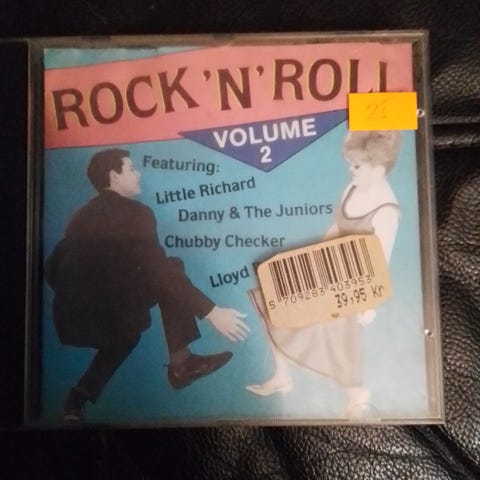 ROCK 'N' ROLL
VOLUME
2
Featuring:
Little Richard
Danny & The Juniors
Chubby Checker
Lloyd
5 709283 403953
39,95 Kr